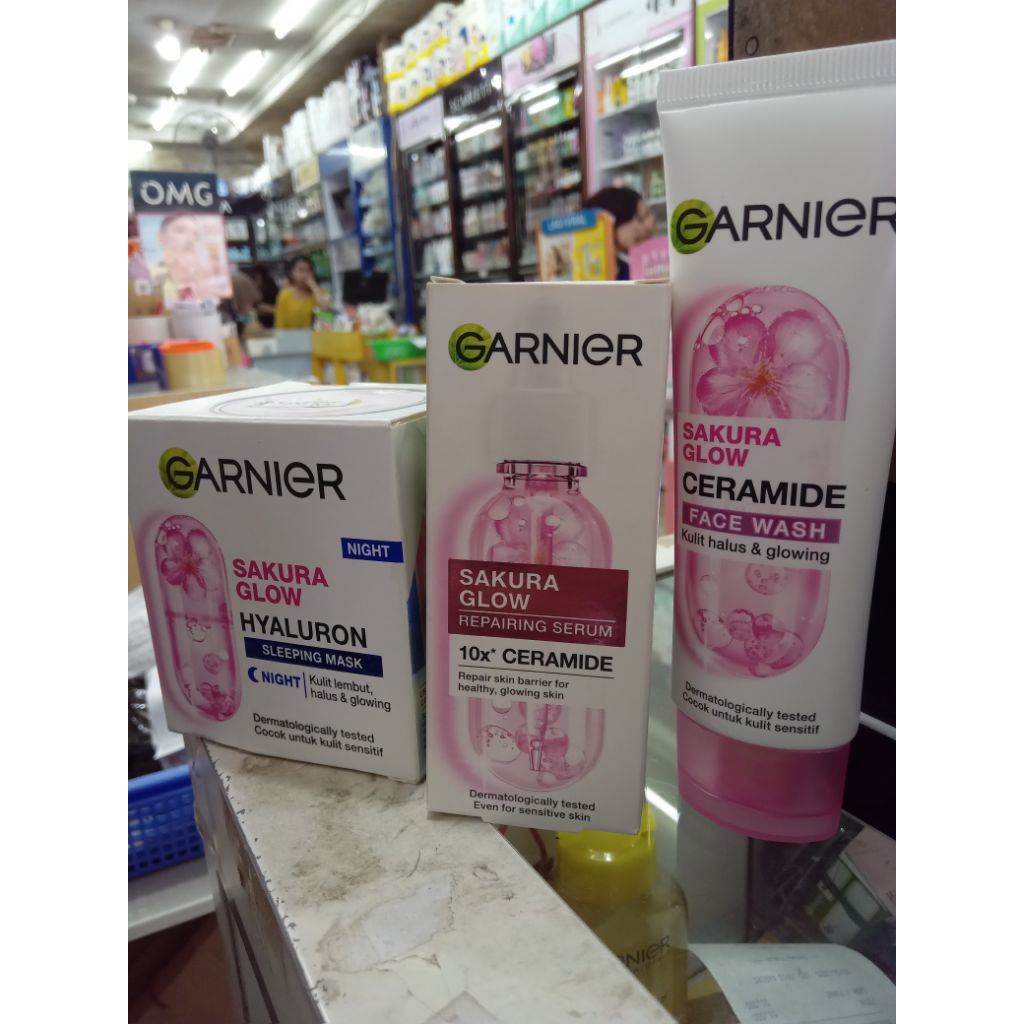 OMG
GARNIER
NIGHT
SAKURA
GLOW
HYALURON
SLEEPING MASK
NIGHT
Kulit lembut,
halus & glowing
Dermatologically tested
Cocok untuk kulit sensitif
GARNIER
SAKURA
GLOW
REPAIRING SERUM
10x* CERAMIDE
Repair skin barrier for
healthy, glowing skin
Dermatologically tested
Even for sensitive skin
GARNIER
SAKURA
GLOW
CERAMIDE
FACE WASH
Kulit halus & glowing
Dermatologically tested
Cocok untuk kulit sensitif